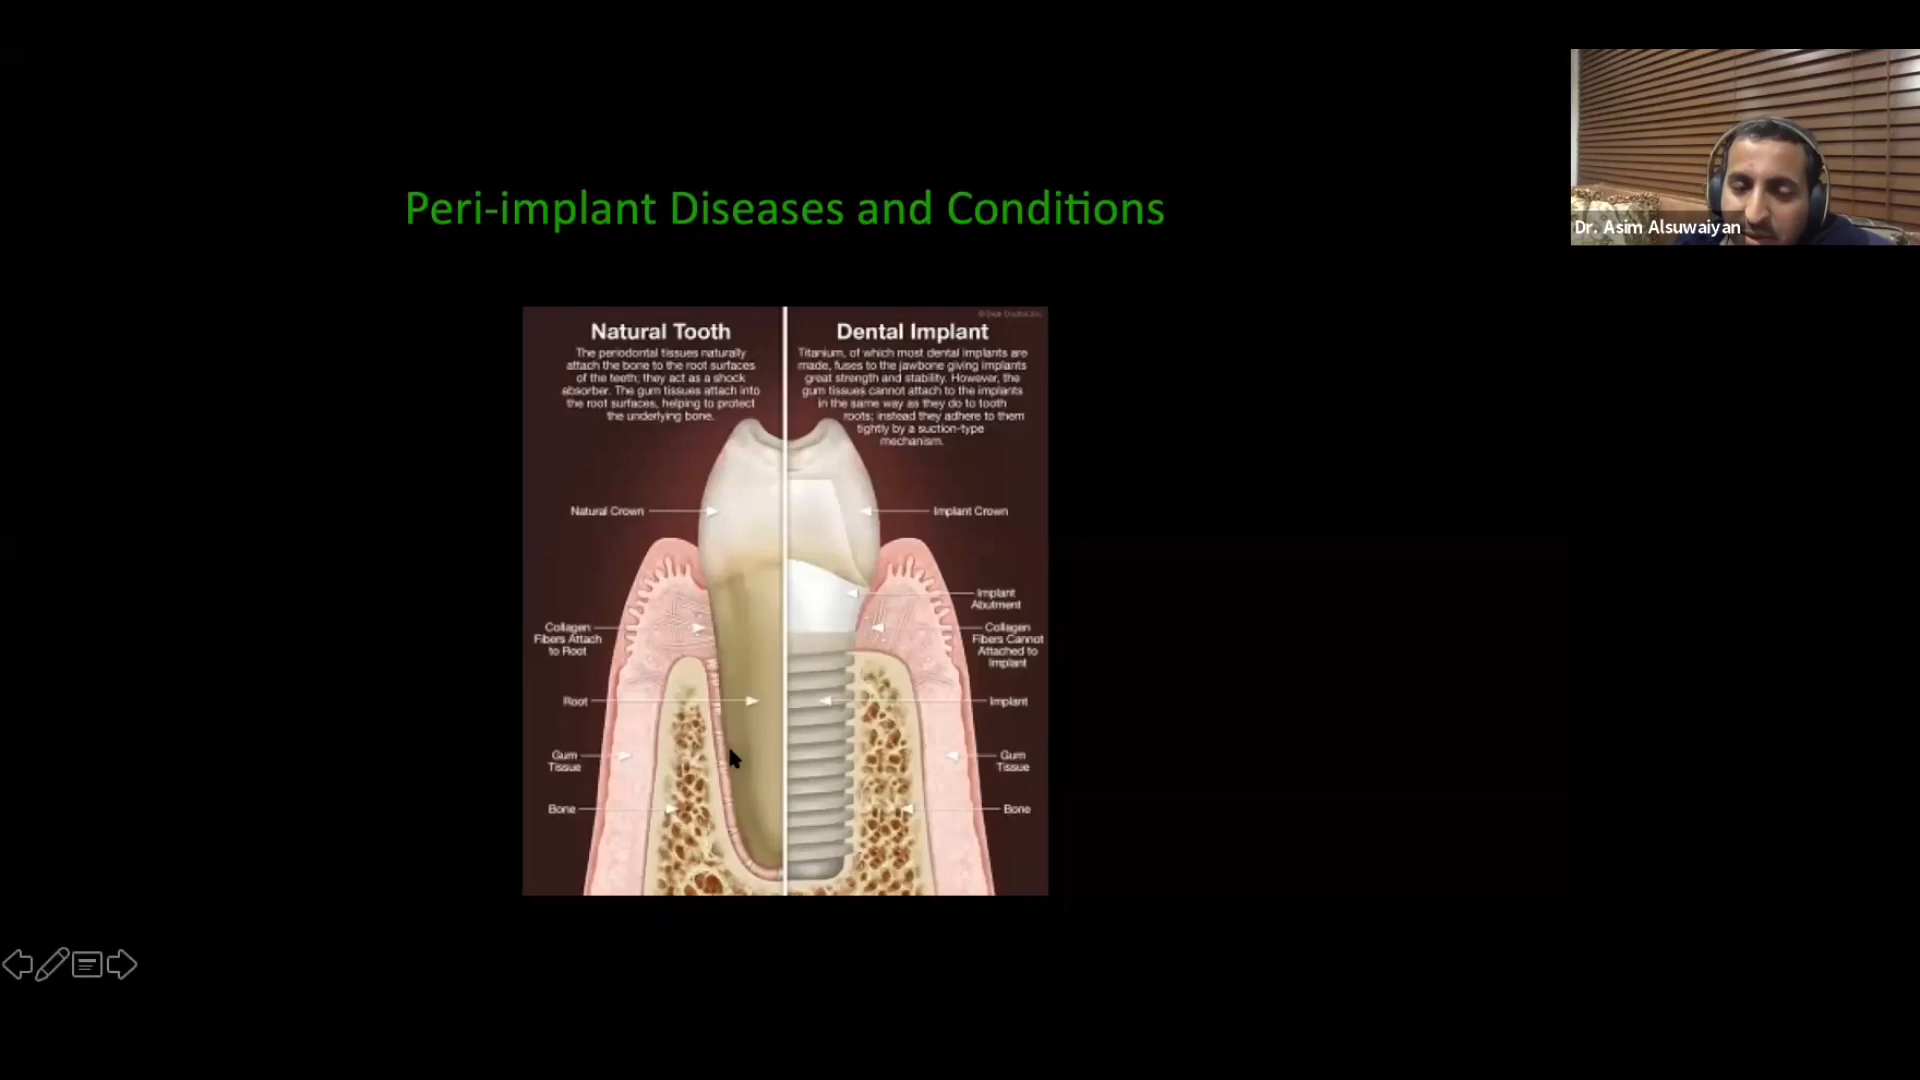 Peri-implant Diseases and Conditions
Dr. Asim Alsuwaiyan
Natural Tooth
The periodontal tissues naturally
attach the bone to the root surfaces
of the teeth; they act as a shock
absorber. The gum tissues attach into
the root surfaces, helping to protect
the underlying bone.
Dental Implant
Titanium, of which most dental implants are
made, fuses to the jawbone giving implants
great strength and stability. However, the
gum tissues cannot attach to the implants
in the same way as they do to tooth
roots; instead they adhere to them
tightly by a suction-type
mechanism.
Natural Crown
Collagen
Fibers Attach
to Root
Root
Gum
Tissue
Bone
Implant Crown
Implant
Abutment
Collagen
Fibers Cannot
Attached to
Implant
Implant
Gum
Tissue
Bone